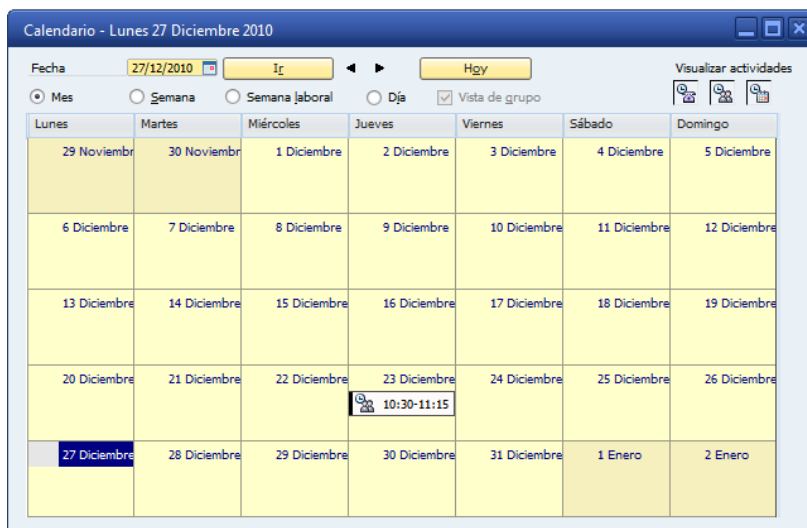 Calendario - Lunes 27 Diciembre 2010
Fecha 27/12/2010 Ir Hoy Visualizar actividades
Mes Semana Semana laboral Día Vista de grupo
Lunes Martes Miércoles Jueves Viernes Sábado Domingo
29 Noviembr 30 Noviembr 1 Diciembre 2 Diciembre 3 Diciembre 4 Diciembre 5 Diciembre
6 Diciembre 7 Diciembre 8 Diciembre 9 Diciembre 10 Diciembre 11 Diciembre 12 Diciembre
13 Diciembre 14 Diciembre 15 Diciembre 16 Diciembre 17 Diciembre 18 Diciembre 19 Diciembre
20 Diciembre 21 Diciembre 22 Diciembre 23 Diciembre 24 Diciembre 25 Diciembre 26 Diciembre
10:30-11:15
27 Diciembre 28 Diciembre 29 Diciembre 30 Diciembre 31 Diciembre 1 Enero 2 Enero